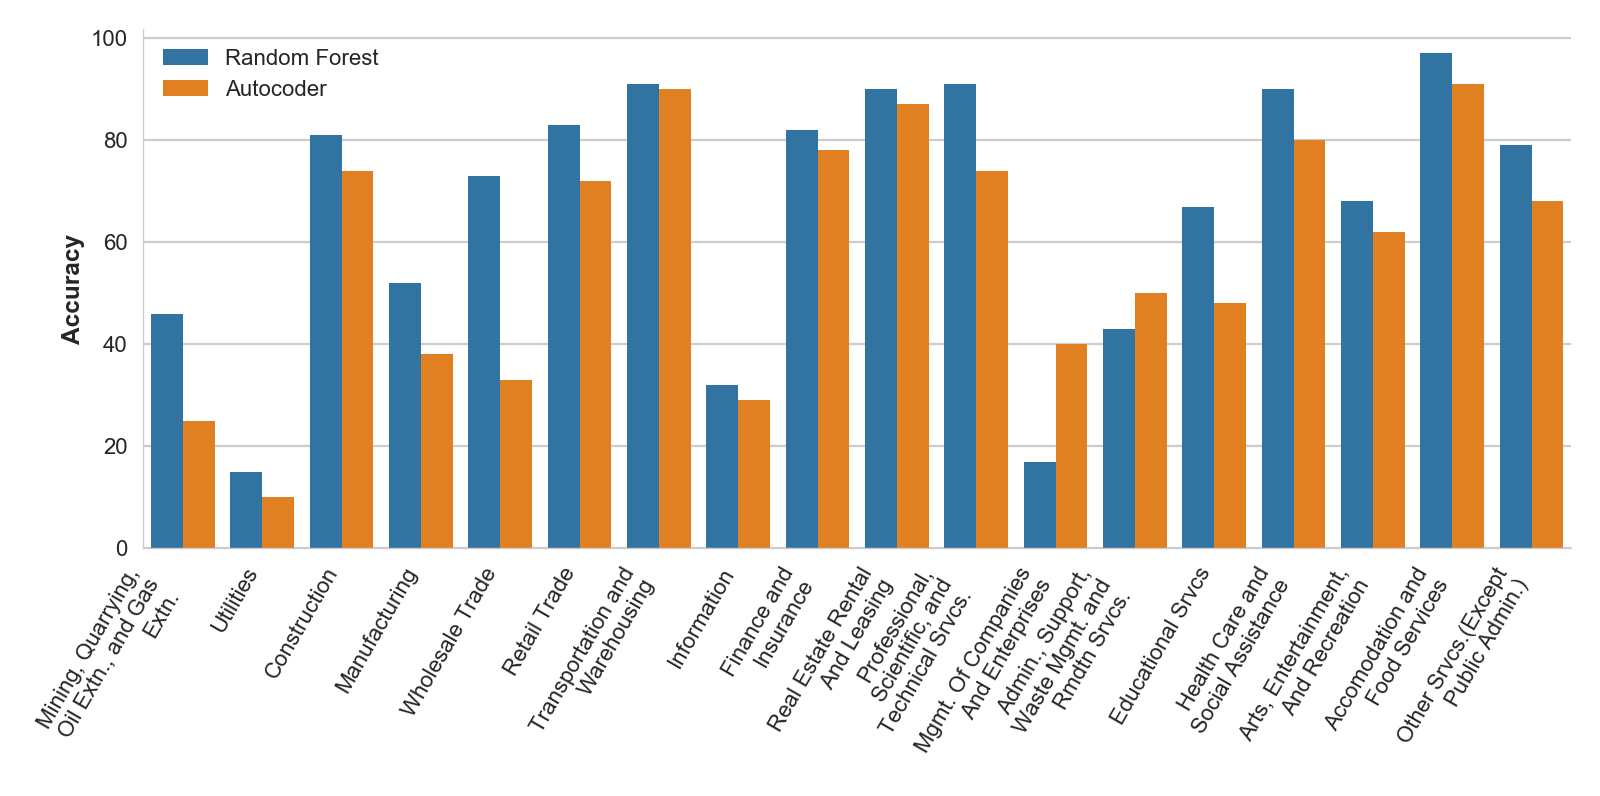 100
80
60
40
20
0
Accuracy
Random Forest
Autocoder
Mining, Quarrying,
Oil Extn., and Gas
Extn.
Utilities
Construction
Manufacturing
Wholesale Trade
Retail Trade
Transportation and
Warehousing
Information
Finance and
Insurance
Real Estate Rental
And Leasing
Professional,
Scientific, and
Technical Srvcs.
Mgmt. Of Companies
And Enterprises
Admin., Support,
Waste Mgmt. and
Rmdtn Srvcs.
Educational Srvcs
Health Care and
Social Assistance
Arts, Entertainment,
And Recreation
Accomodation and
Food Services
Other Srvcs.(Except
Public Admin.)